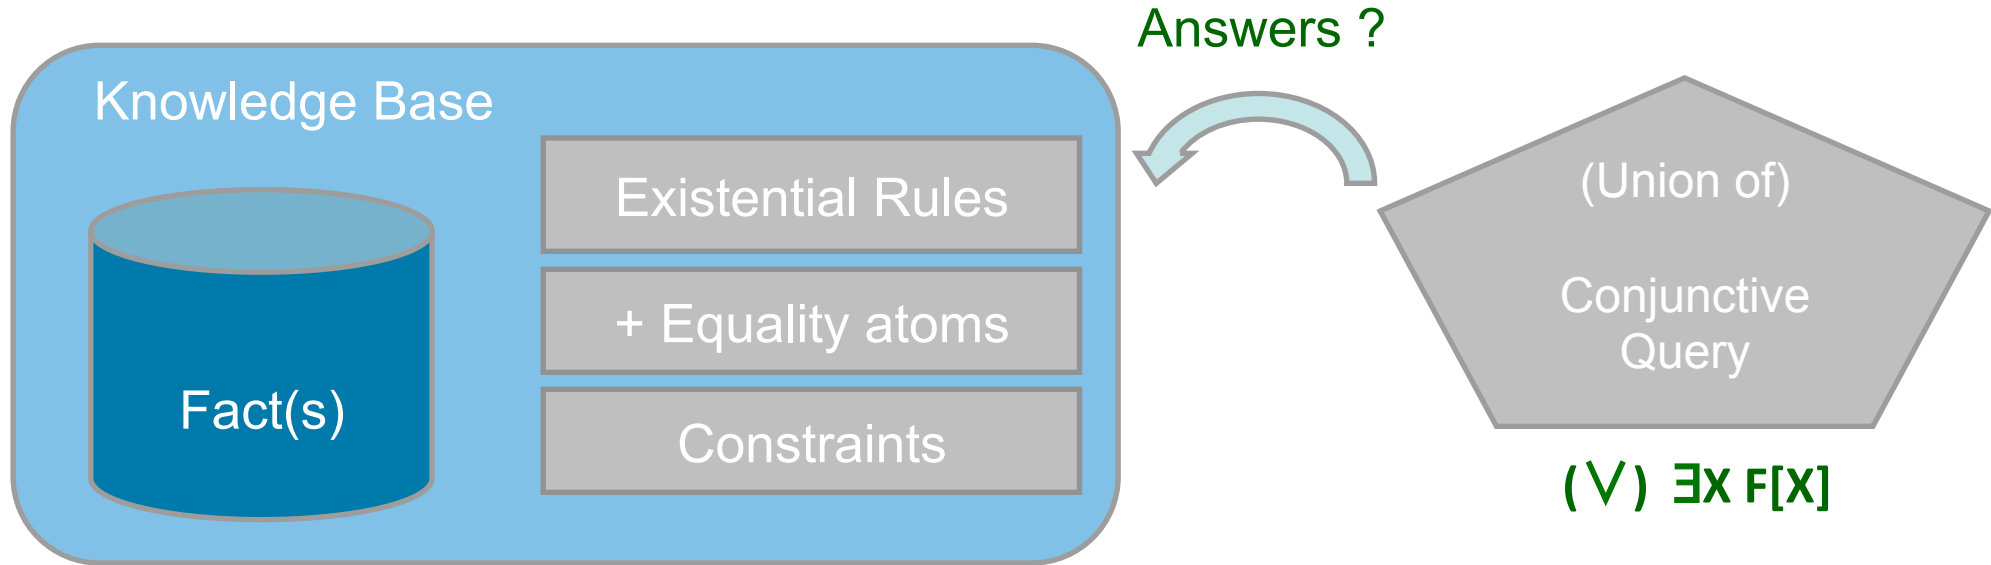 Answers ?
Knowledge Base
Existential Rules
+ Equality atoms
Constraints
Fact(s)
(Union of)
Conjunctive
Query
(∨) ∃X F[X]